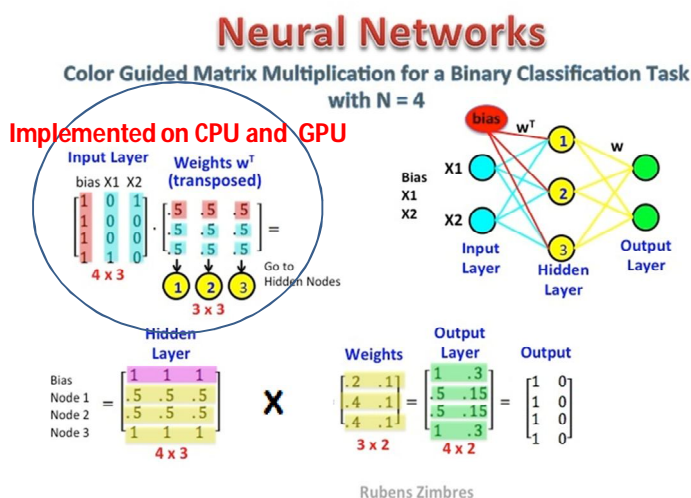 Neural Networks
Color Guided Matrix Multiplication for a Binary Classification Task
with N = 4
Implemented on CPU and GPU
Input Layer
bias X1 X2
1 0 1
1 0 0
1 0 0
1 1 0
4 x 3
.
Weights wT
(transposed)
.5 .5 .5
.5 .5 .5
.5 .5 .5
=
Go to
Hidden Nodes
1 2 3
3 x 3
bias
wT
w
Bias
X1
X2
X1
X2
1
2
3
Input
Layer
Hidden
Layer
Output
Layer
Hidden
Layer
Bias
Node 1
Node 2
Node 3
=
1 1 1
.5 .5 .5
.5 .5 .5
1 1 1
4 x 3
X
Weights
.2 .1
.4 .1
.4 .1
3 x 2
=
Output
Layer
1 .3
.5 .15
.5 .15
1 .3
4 x 2
=
Output
1 0
1 0
1 0
1 0
Rubens Zimbres